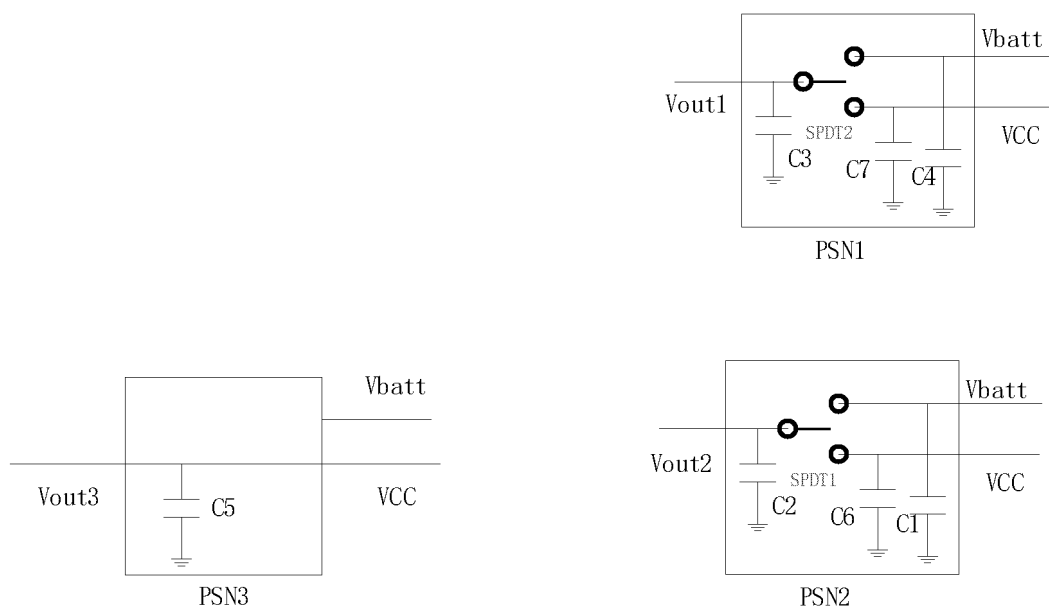 Vbatt
Vout1
SPDT2
VCC
C3
C7
C4
PSN1
Vbatt
Vout3
VCC
C5
PSN3
Vbatt
Vout2
SPDT1
VCC
C2
C6
C1
PSN2